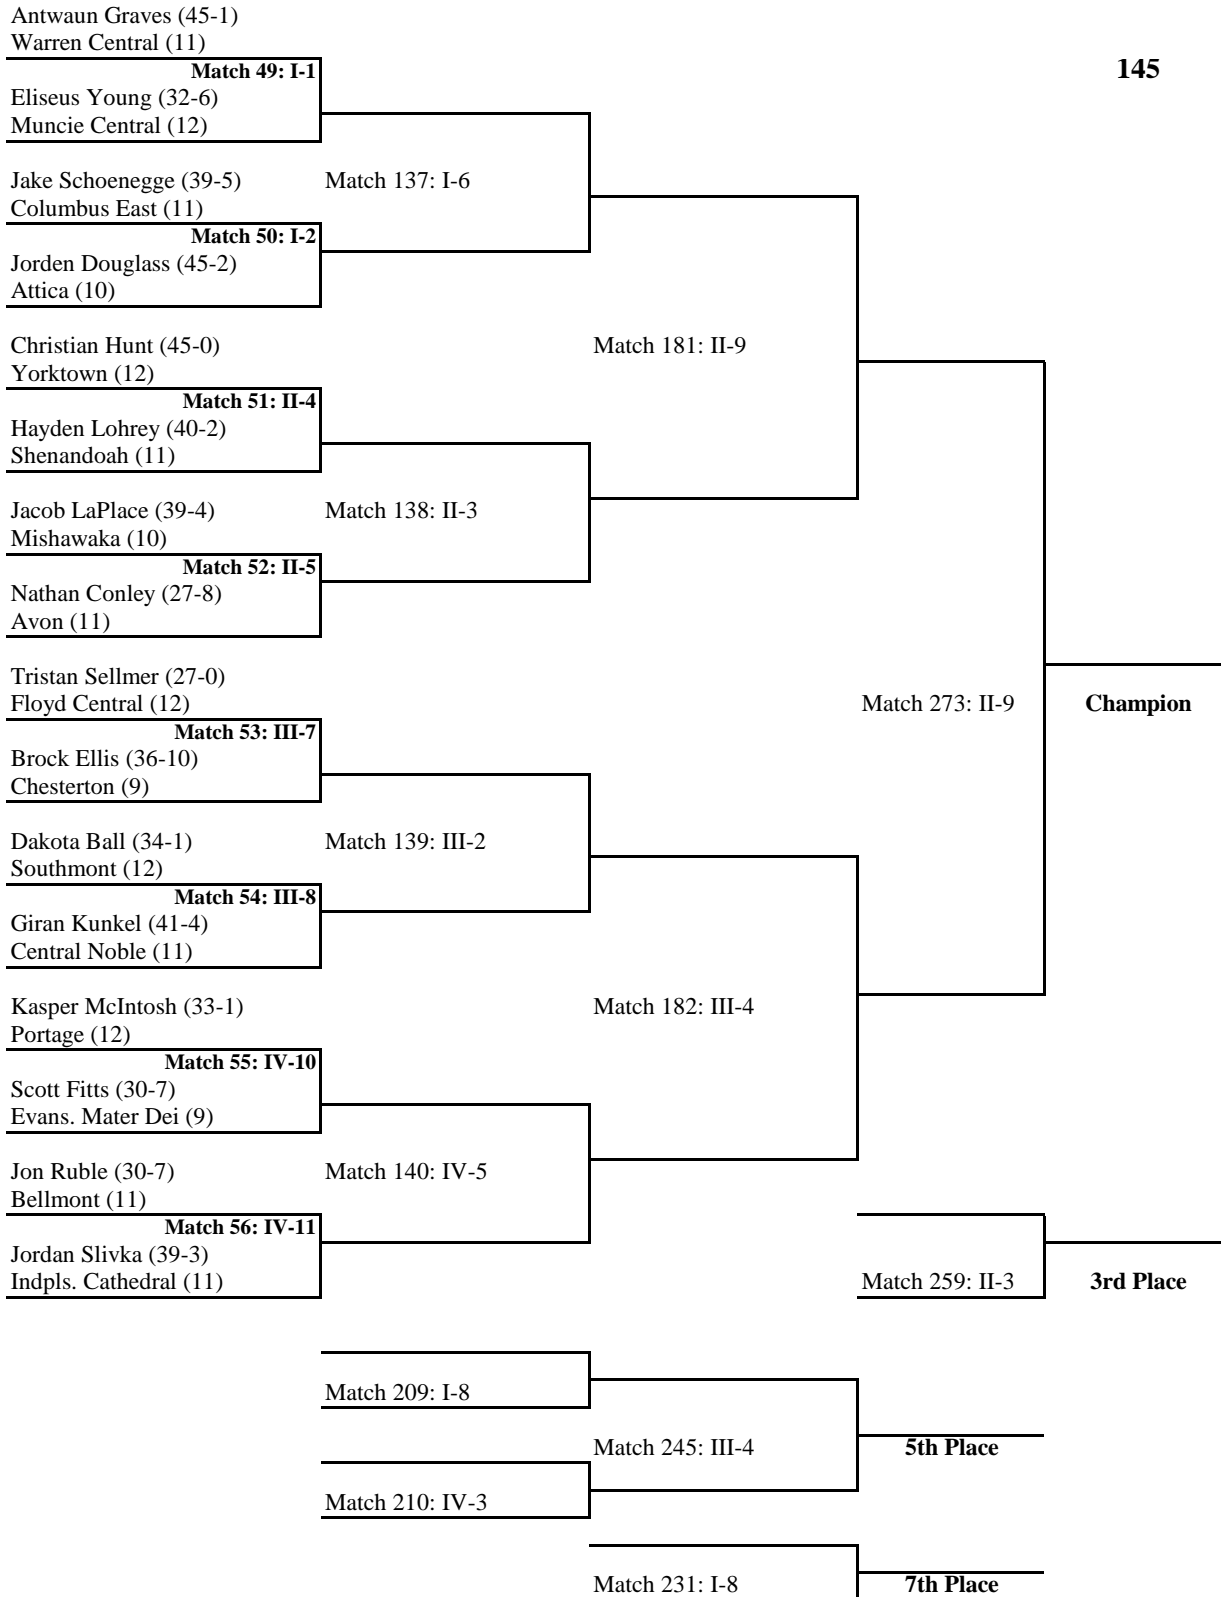 Antwaun Graves (45-1)
Warren Central (11)
Match 49: I-1
145
Eliseus Young (32-6)
Muncie Central (12)
Jake Schoenegge (39-5)
Match 137: I-6
Columbus East (11)
Match 50: I-2
Jorden Douglass (45-2)
Attica (10)
Christian Hunt (45-0)
Match 181: II-9
Yorktown (12)
Match 51: II-4
Hayden Lohrey (40-2)
Shenandoah (11)
Jacob LaPlace (39-4)
Match 138: II-3
Mishawaka (10)
Match 52: II-5
Nathan Conley (27-8)
Avon (11)
Tristan Sellmer (27-0)
Floyd Central (12)
Match 273: II-9
Champion
Match 53: III-7
Brock Ellis (36-10)
Chesterton (9)
Dakota Ball (34-1)
Match 139: III-2
Southmont (12)
Match 54: III-8
Giran Kunkel (41-4)
Central Noble (11)
Kasper McIntosh (33-1)
Match 182: III-4
Portage (12)
Match 55: IV-10
Scott Fitts (30-7)
Evans. Mater Dei (9)
Jon Ruble (30-7)
Match 140: IV-5
Bellmont (11)
Match 56: IV-11
Jordan Slivka (39-3)
Indpls. Cathedral (11)
Match 259: II-3
3rd Place
Match 209: I-8
Match 245: III-4
5th Place
Match 210: IV-3
Match 231: I-8
7th Place